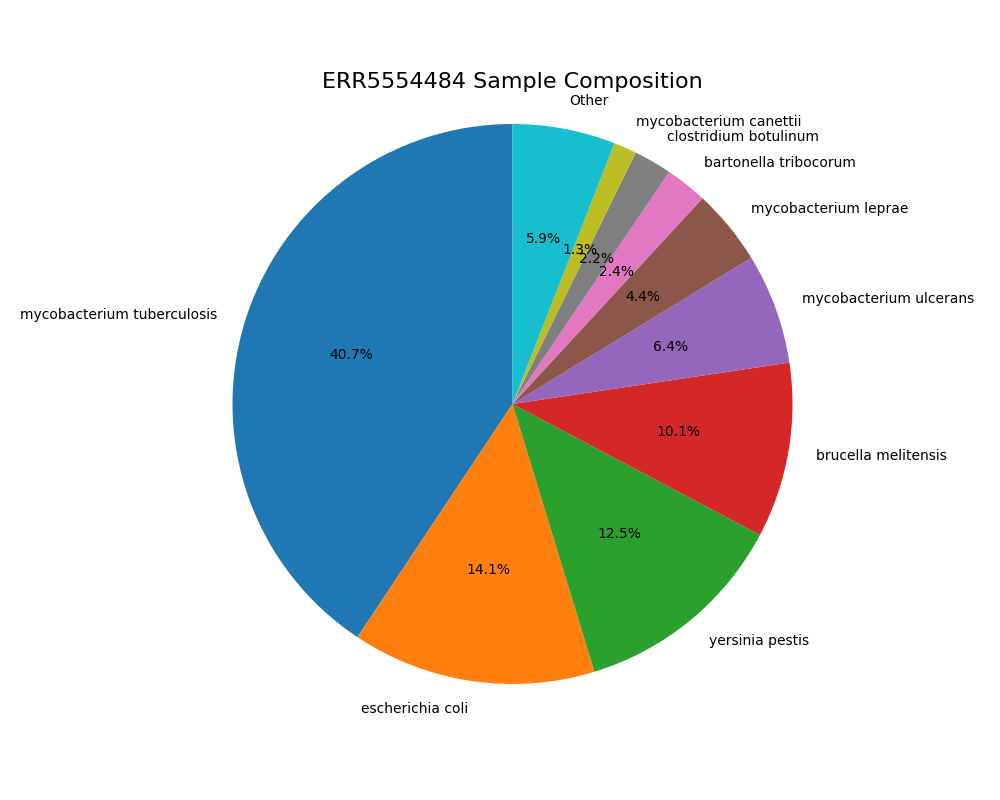 ERR5554484 Sample Composition
Other
mycobacterium canettii
clostridium botulinum
bartonella tribocorum
mycobacterium leprae
mycobacterium ulcerans
brucella melitensis
yersinia pestis
escherichia coli
mycobacterium tuberculosis
5.9%
1.3%
2.2%
2.4%
4.4%
6.4%
10.1%
12.5%
14.1%
40.7%